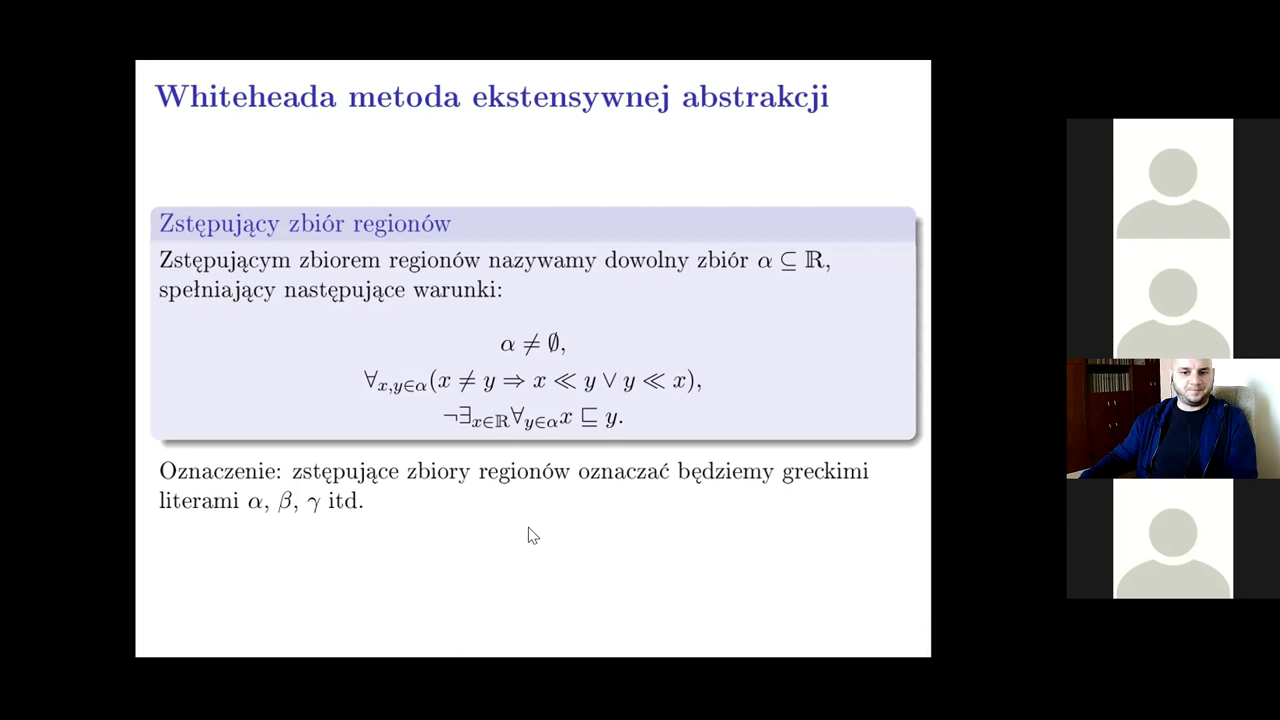 Whiteheada metoda ekstensywnej abstrakcji
Zstępujący zbiór regionów
Zstępującym zbiorem regionów nazywamy dowolny zbiór α ⊆ ℝ,
spełniający następujące warunki:
α ≠ ∅,
∀x,y∈α(x ≠ y ⇒ x ≪ y ∨ y ≪ x),
¬∃x∈ℝ∀y∈αx ⊑ y.
Oznaczenie: zstępujące zbiory regionów oznaczać będziemy greckimi
literami α, β, γ itd.